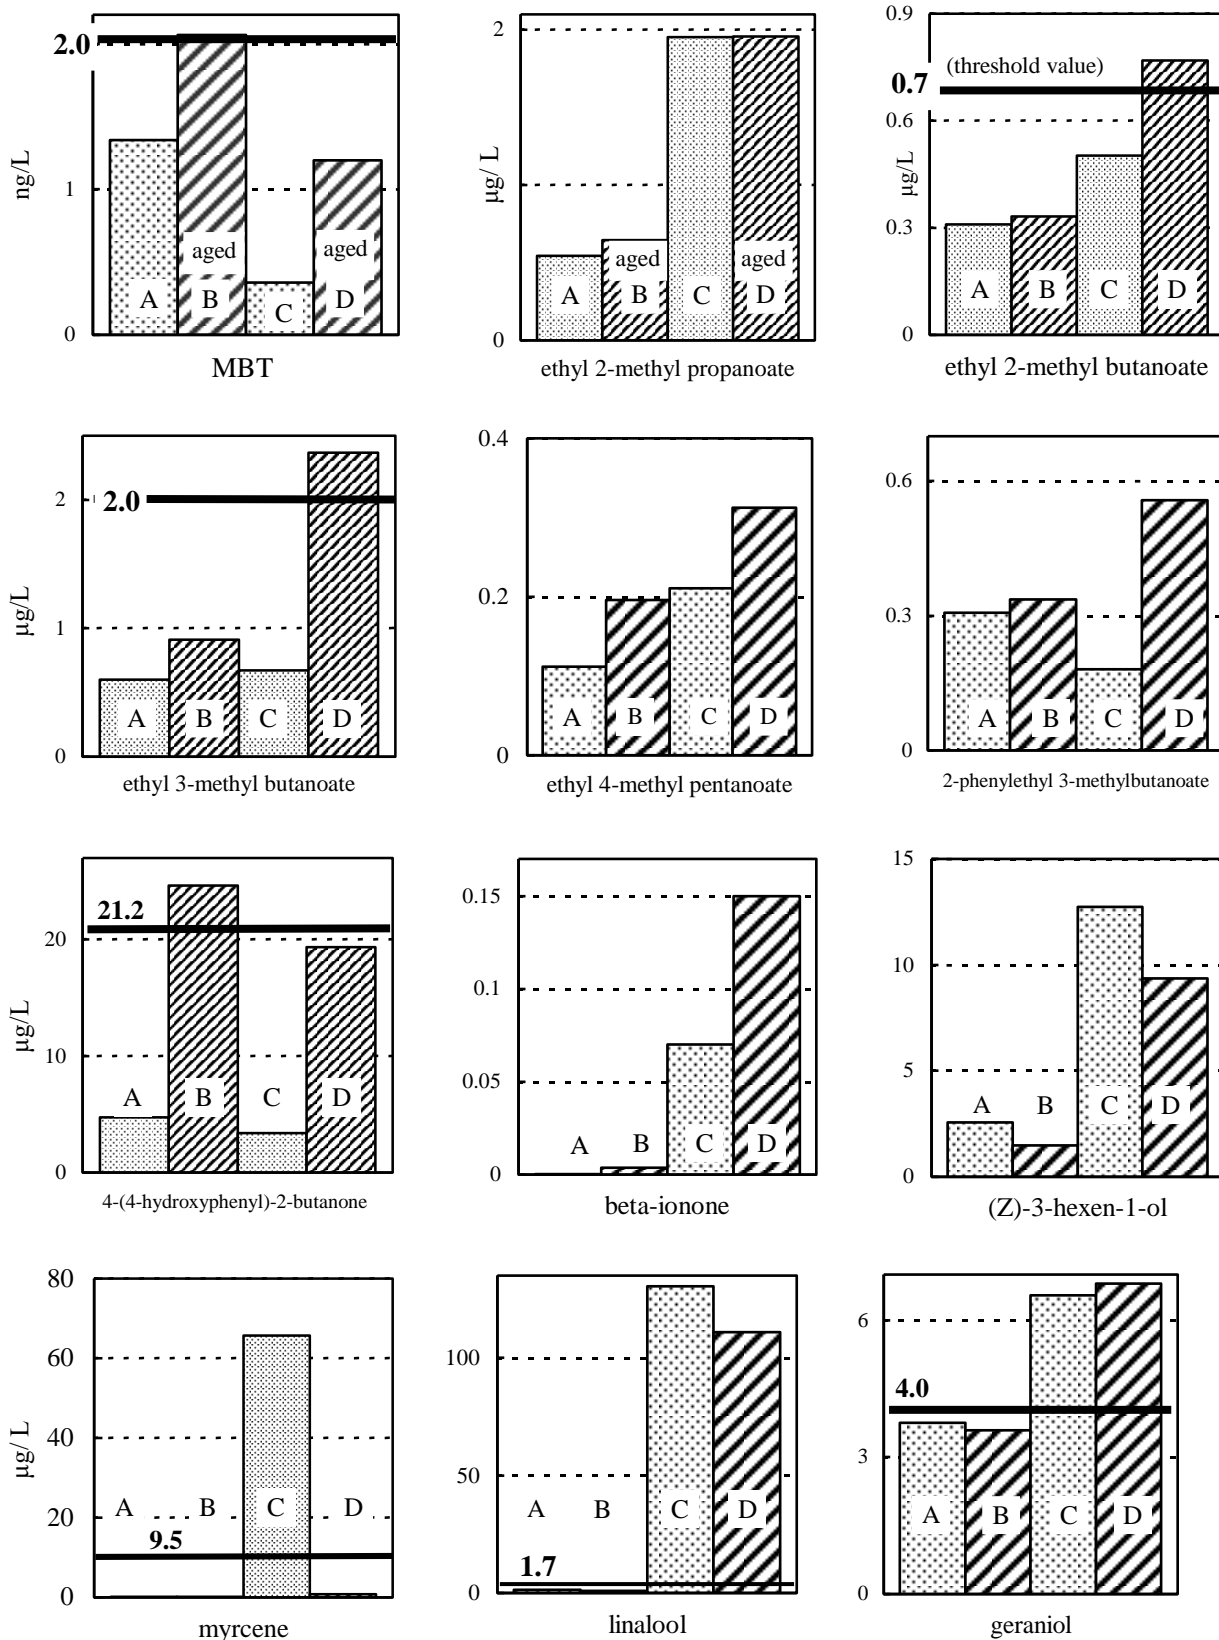 2.0
ng/L
1
0
A
aged
B
C
aged
D
MBT
2
µg/ L
2
0
A
aged
B
C
aged
D
ethyl 2-methyl propanoate
0.9
(threshold value)
0.7
0.6
µg/L
0.3
0
A
B
C
D
ethyl 2-methyl butanoate
2
2.0
µg/L
1
0
A
B
C
D
ethyl 3-methyl butanoate
0.4
0.2
0
A
B
C
D
ethyl 4-methyl pentanoate
0.6
0.3
0
A
B
C
D
2-phenylethyl 3-methylbutanoate
21.2
20
µg/L
10
0
A
B
C
D
4-(4-hydroxyphenyl)-2-butanone
0.15
0.1
0.05
0
A
B
C
D
beta-ionone
15
10
5
0
A
B
C
D
(Z)-3-hexen-1-ol
80
60
40
µg/ L
20
0
A
B
C
D
9.5
myrcene
100
50
0
A
B
C
D
1.7
linalool
6
4.0
3
0
A
B
C
D
geraniol